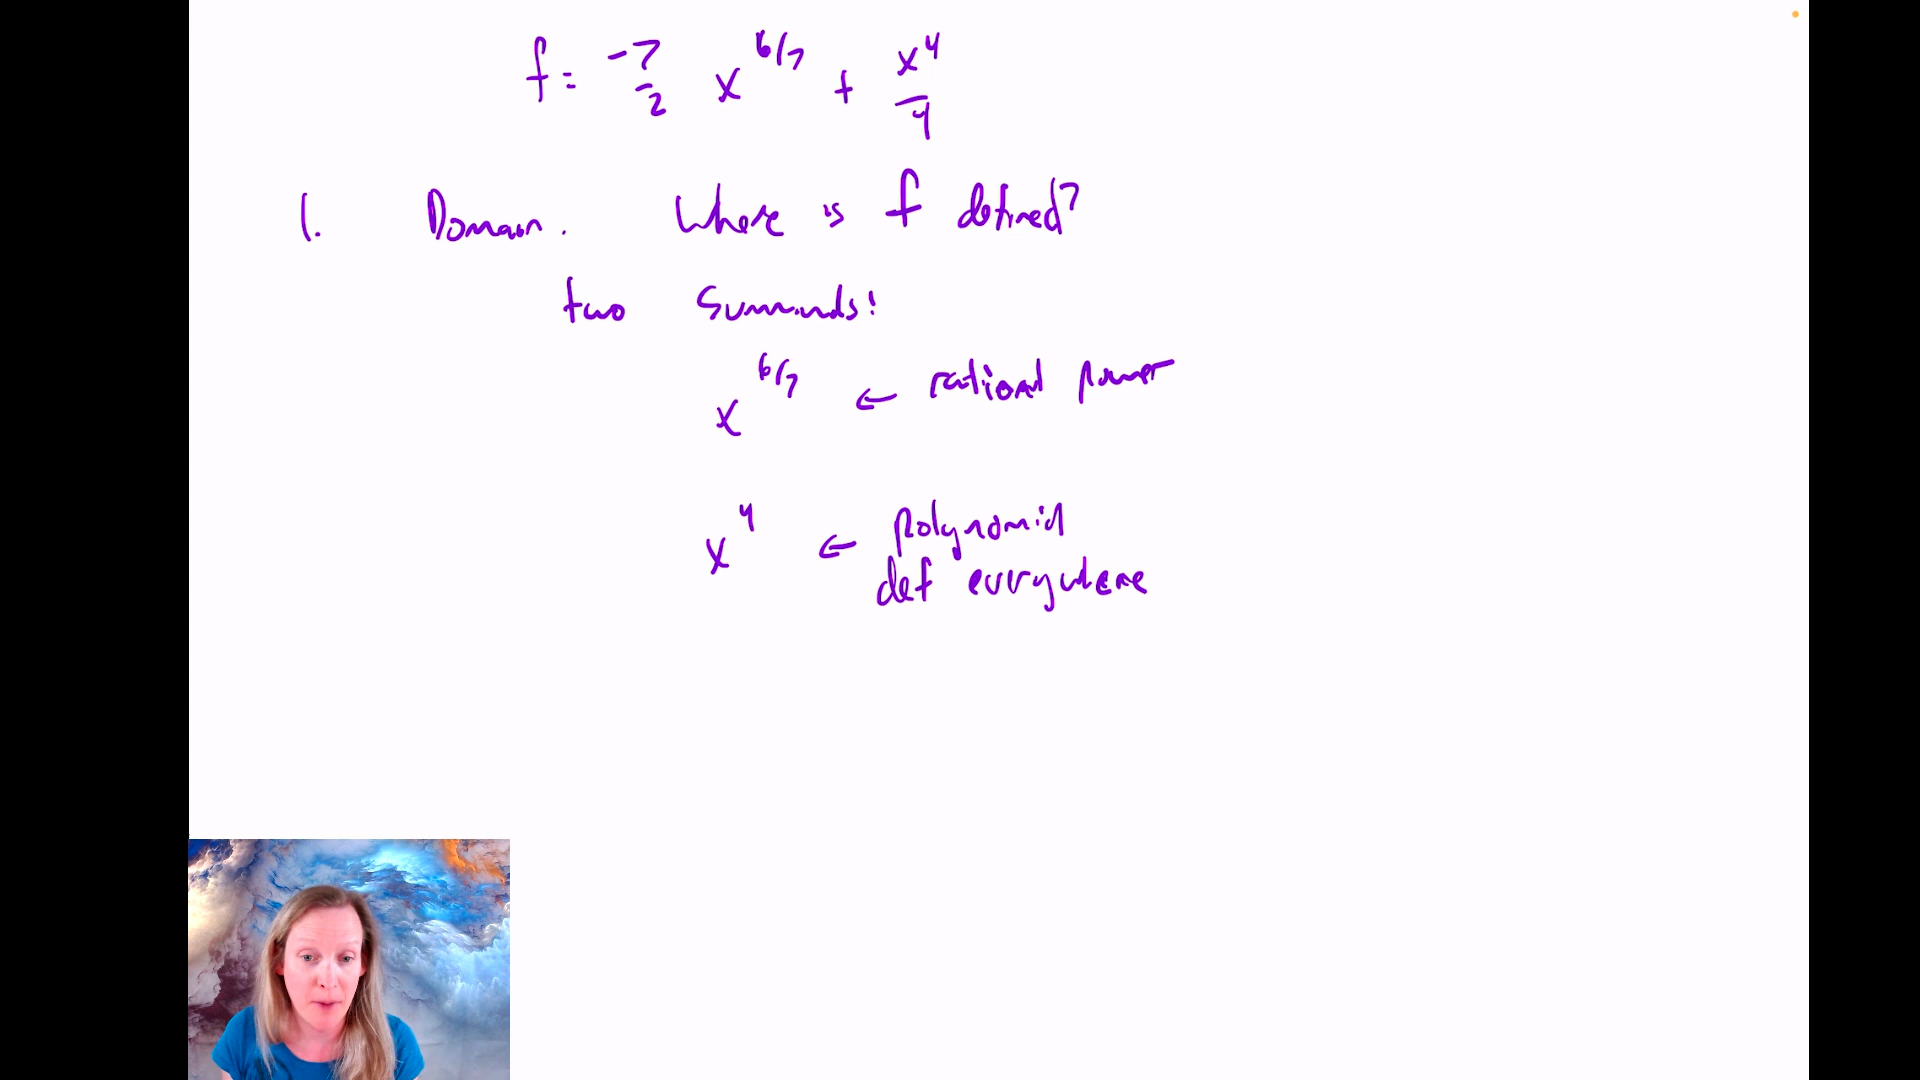 f = -7/2 x^6/7 + x^4/4
1. Domain. Where is f defined?
two summands:
x^6/7 ← rational power
x^4 ← polynomial
def everywhere